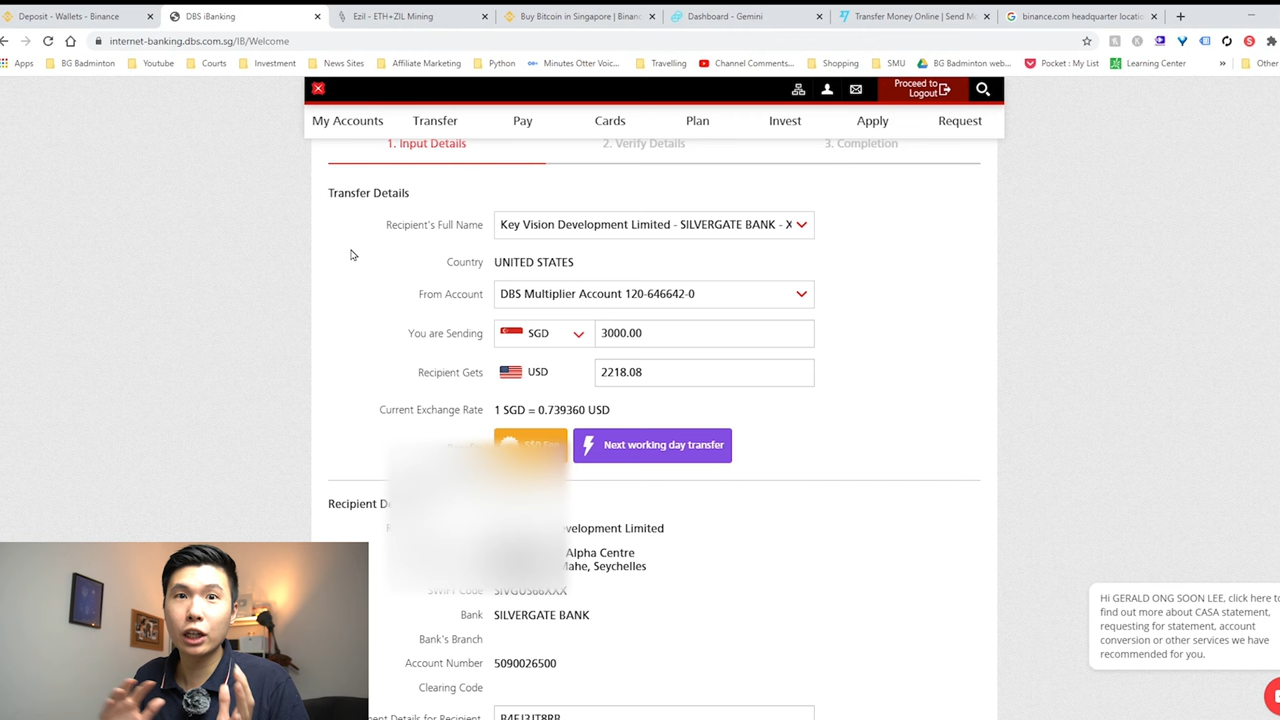 Deposit - Wallets - Binance
DBS iBanking
Ezil - ETH+ZIL Mining
Buy Bitcoin in Singapore | Binanc
Dashboard - Gemini
Transfer Money Online | Send M
binance.com headquarter locatio
internet-banking.dbs.com.sg/IB/Welcome
Apps
BG Badminton
Youtube
Courts
Investment
News Sites
Affiliate Marketing
Python
Minutes Otter Voic...
Travelling
Channel Comments...
Shopping
SMU
BG Badminton web...
Pocket : My List
Learning Center
»
Other
Proceed to
Logout
My Accounts
Transfer
Pay
Cards
Plan
Invest
Apply
Request
1. Input Details
2. Verify Details
3. Completion
Transfer Details
Recipient's Full Name
Key Vision Development Limited - SILVERGATE BANK - X
Country
UNITED STATES
From Account
DBS Multiplier Account 120-646642-0
You are Sending
SGD
3000.00
Recipient Gets
USD
2218.08
Current Exchange Rate
1 SGD = 0.739360 USD
Next working day transfer
Recipient D
velopment Limited
Alpha Centre
Mahe, Seychelles
Bank
SILVERGATE BANK
Bank's Branch
Account Number
5090026500
Clearing Code
ment Details for Recipient
Hi GERALD ONG SOON LEE, click here to
find out more about CASA statement,
requesting for statement, account
conversion or other services we have
recommended for you.